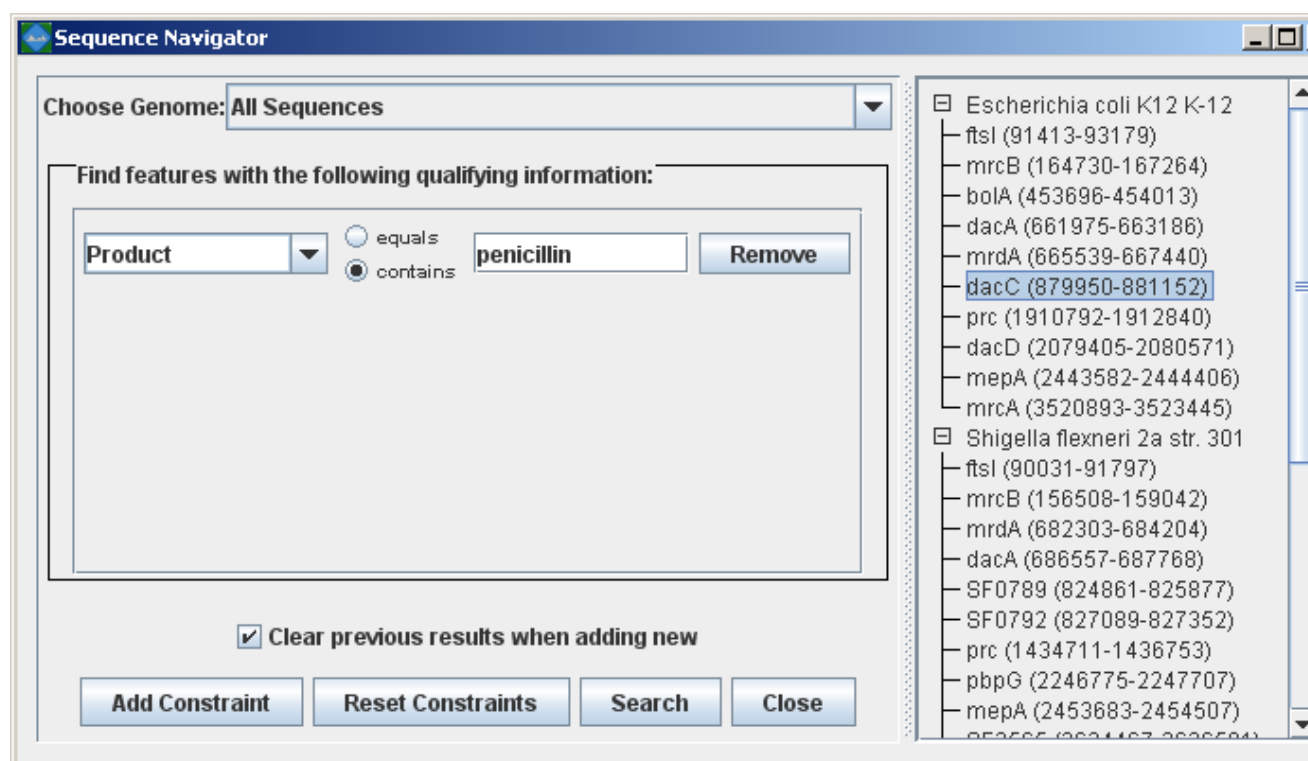 Sequence Navigator
Choose Genome: All Sequences
Find features with the following qualifying information:
Product
equals
contains
penicillin
Remove
Clear previous results when adding new
Add Constraint
Reset Constraints
Search
Close
Escherichia coli K12 K-12
ftsI (91413-93179)
mrcB (164730-167264)
bolA (453696-454013)
dacA (661975-663186)
mrdA (665539-667440)
dacC (879950-881152)
prc (1910792-1912840)
dacD (2079405-2080571)
mepA (2443582-2444406)
mrcA (3520893-3523445)
Shigella flexneri 2a str. 301
ftsI (90031-91797)
mrcB (156508-159042)
mrdA (682303-684204)
dacA (686557-687768)
SF0789 (824861-825877)
SF0792 (827089-827352)
prc (1434711-1436753)
pbpG (2246775-2247707)
mepA (2453683-2454507)